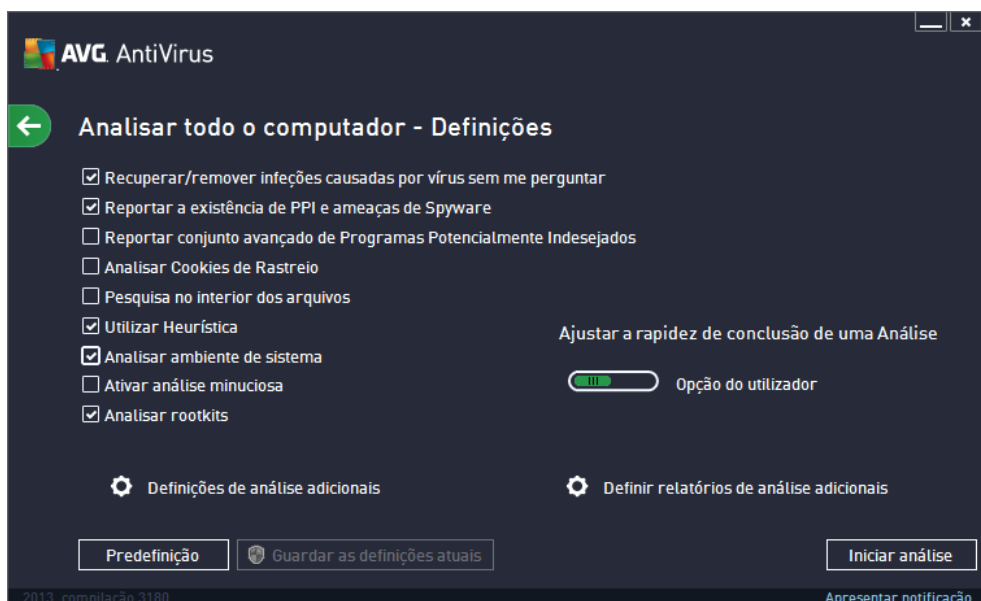 AVG. AntiVirus
Analisar todo o computador - Definições
Recuperar/remover infeções causadas por vírus sem me perguntar
Reportar a existência de PPI e ameaças de Spyware
Reportar conjunto avançado de Programas Potencialmente Indesejados
Analisar Cookies de Rastreio
Pesquisa no interior dos arquivos
Utilizar Heurística
Analisar ambiente de sistema
Ativar análise minuciosa
Analisar rootkits
Ajustar a rapidez de conclusão de uma Análise
Opção do utilizador
Definições de análise adicionais
Definir relatórios de análise adicionais
Predefinição
Guardar as definições atuais
Iniciar análise
2013 compilação 3180
Apresentar notificação